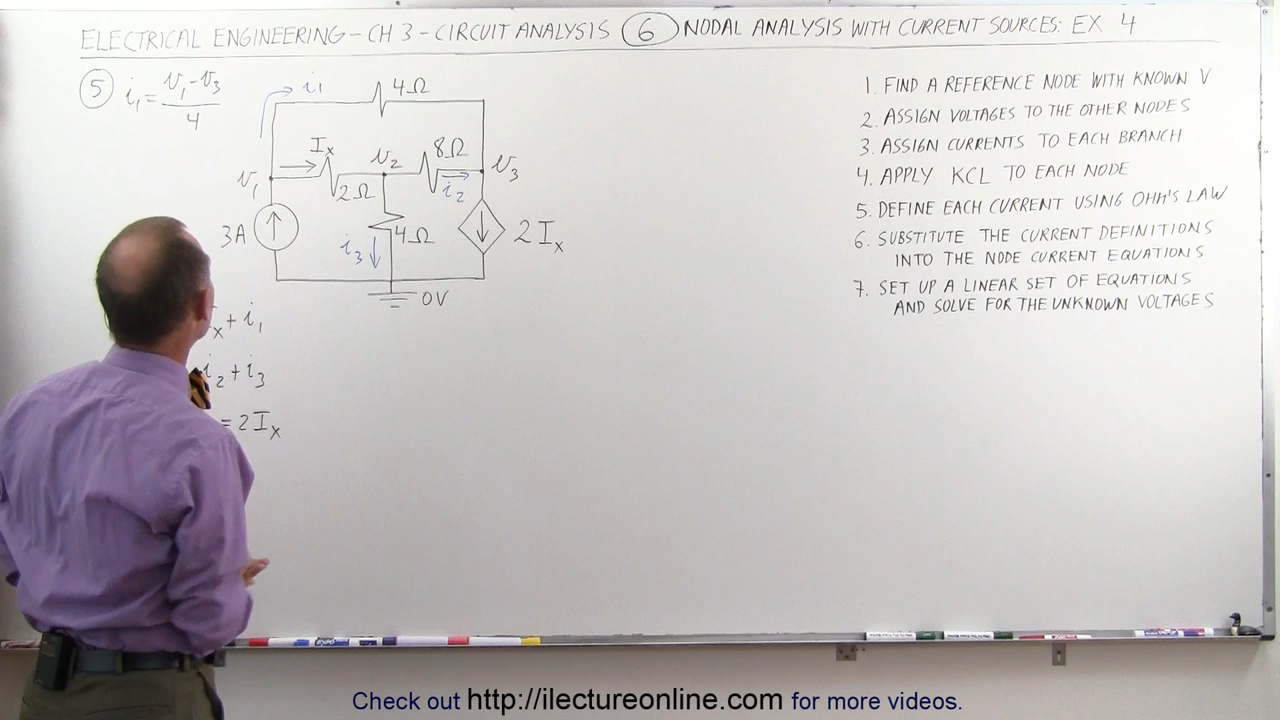 ELECTRICAL ENGINEERING - CH 3 - CIRCUIT ANALYSIS 6 NODAL ANALYSIS WITH CURRENT SOURCES: EX 4
5 i₁ = (v₁ - v₃)/4
i₁
4Ω
Iₓ
v₂
8Ω
v₃
v₁
2Ω
i₂
3A
i₃
4Ω
2Iₓ
0V
ₓ + i₁
i₂ + i₃
= 2Iₓ
1. FIND A REFERENCE NODE WITH KNOWN V
2. ASSIGN VOLTAGES TO THE OTHER NODES
3. ASSIGN CURRENTS TO EACH BRANCH
4. APPLY KCL TO EACH NODE
5. DEFINE EACH CURRENT USING OHM'S LAW
6. SUBSTITUTE THE CURRENT DEFINITIONS
INTO THE NODE CURRENT EQUATIONS
7. SET UP A LINEAR SET OF EQUATIONS
AND SOLVE FOR THE UNKNOWN VOLTAGES
Check out http://ilectureonline.com for more videos.